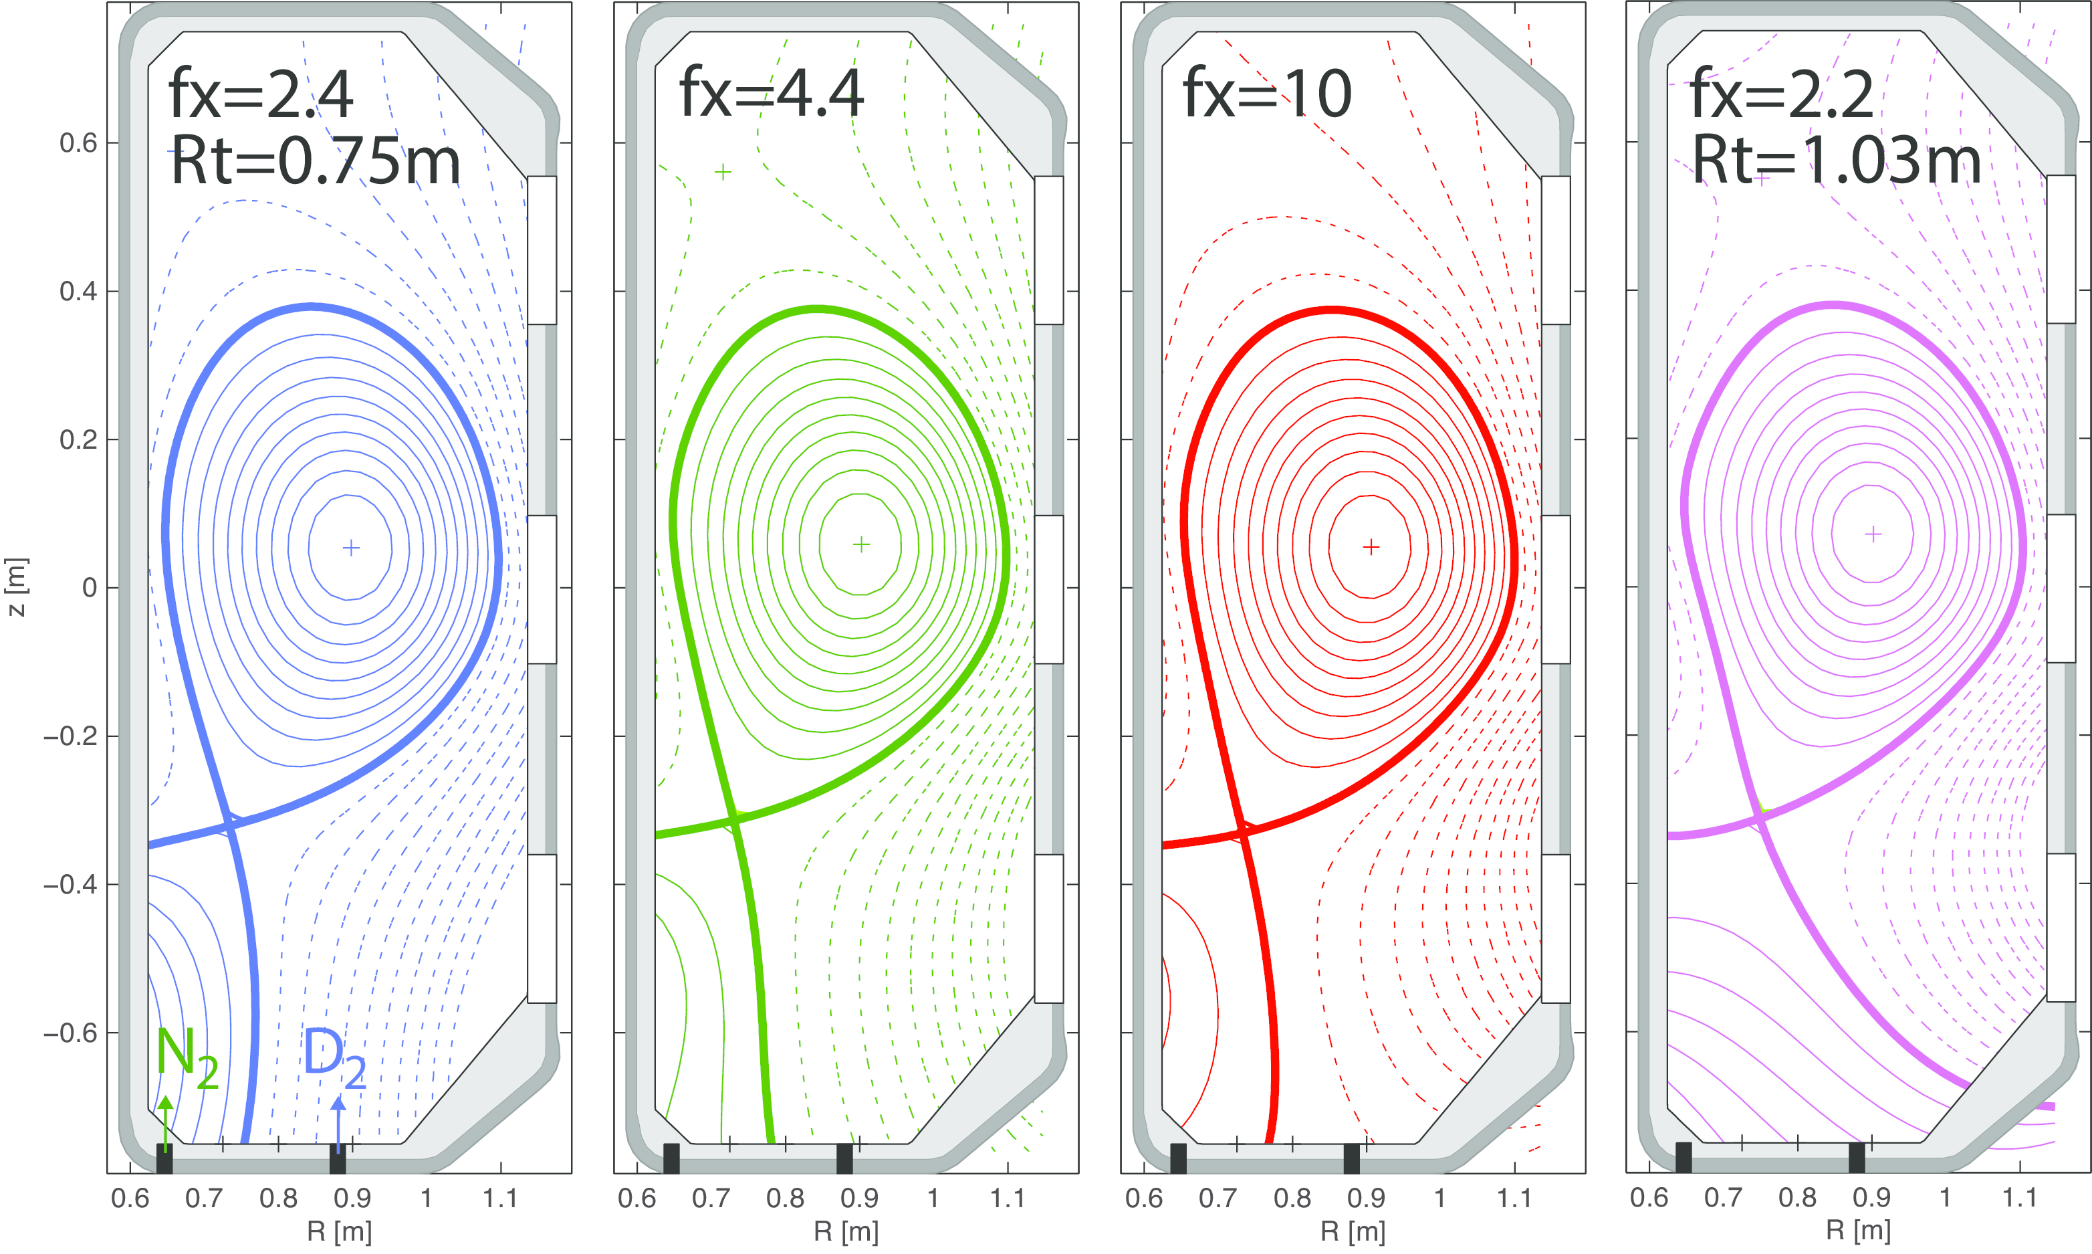 fx=2.4
Rt=0.75m
fx=4.4
fx=10
fx=2.2
Rt=1.03m
0.6
0.4
0.2
0
−0.2
−0.4
−0.6
z [m]
N2
D2
0.6 0.7 0.8 0.9 1 1.1
R [m]
0.6 0.7 0.8 0.9 1 1.1
R [m]
0.6 0.7 0.8 0.9 1 1.1
R [m]
0.6 0.7 0.8 0.9 1 1.1
R [m]